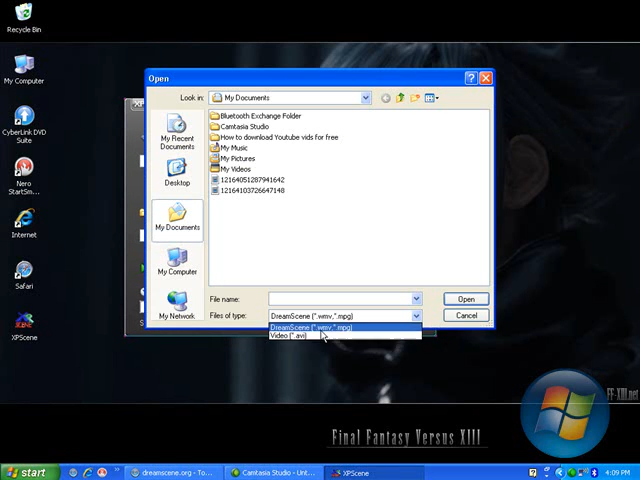 Recycle Bin
My Computer
CyberLink DVD
Suite
Nero
StartSm...
Internet
Safari
XPScene
Open
Look in:
My Documents
My Recent
Documents
Desktop
My Documents
My Computer
My Network
Bluetooth Exchange Folder
Camtasia Studio
How to download Youtube vids for free
My Music
My Pictures
My Videos
12164051287941642
12164103726647148
File name:
Open
Files of type:
DreamScene (*.wmv,*.mpg)
Cancel
DreamScene (*.wmv,*.mpg)
Video (*.avi)
FF-XIII.net
Final Fantasy Versus XIII
start
dreamscene.org - To...
Camtasia Studio - Unt...
XPScene
4:09 PM